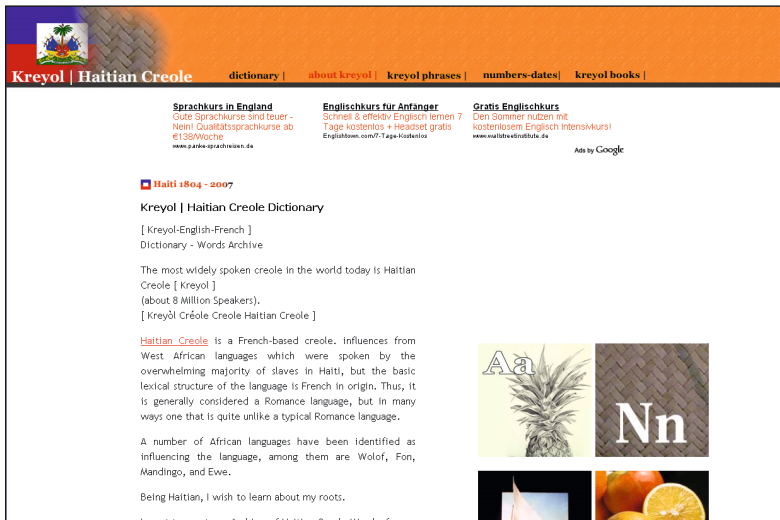 Kreyol | Haitian Creole
dictionary | about kreyol | kreyol phrases | numbers-dates| kreyol books |
Sprachkurs in England
Gute Sprachkurse sind teuer -
Nein! Qualitätssprachkurse ab
€138/Woche
www.panke-sprachreisen.de
Englischkurs für Anfänger
Schnell & effektiv Englisch lernen 7
Tage kostenlos + Headset gratis
Englishtown.com/7-Tage-Kostenlos
Gratis Englischkurs
Den Sommer nutzen mit
kostenlosem Englisch Intensivkurs!
www.wallstreetinstitute.de
Ads by Google
Haiti 1804 - 2007
Kreyol | Haitian Creole Dictionary
[ Kreyol-English-French ]
Dictionary - Words Archive
The most widely spoken creole in the world today is Haitian
Creole [ Kreyol ]
(about 8 Million Speakers).
[ Kreyòl Créole Creole Haitian Creole ]
Haitian Creole is a French-based creole. influences from
West African languages which were spoken by the
overwhelming majority of slaves in Haiti, but the basic
lexical structure of the language is French in origin. Thus, it
is generally considered a Romance language, but in many
ways one that is quite unlike a typical Romance language.
A number of African languages have been identified as
influencing the language, among them are Wolof, Fon,
Mandingo, and Ewe.
Being Haitian, I wish to learn about my roots.
Aa
Nn